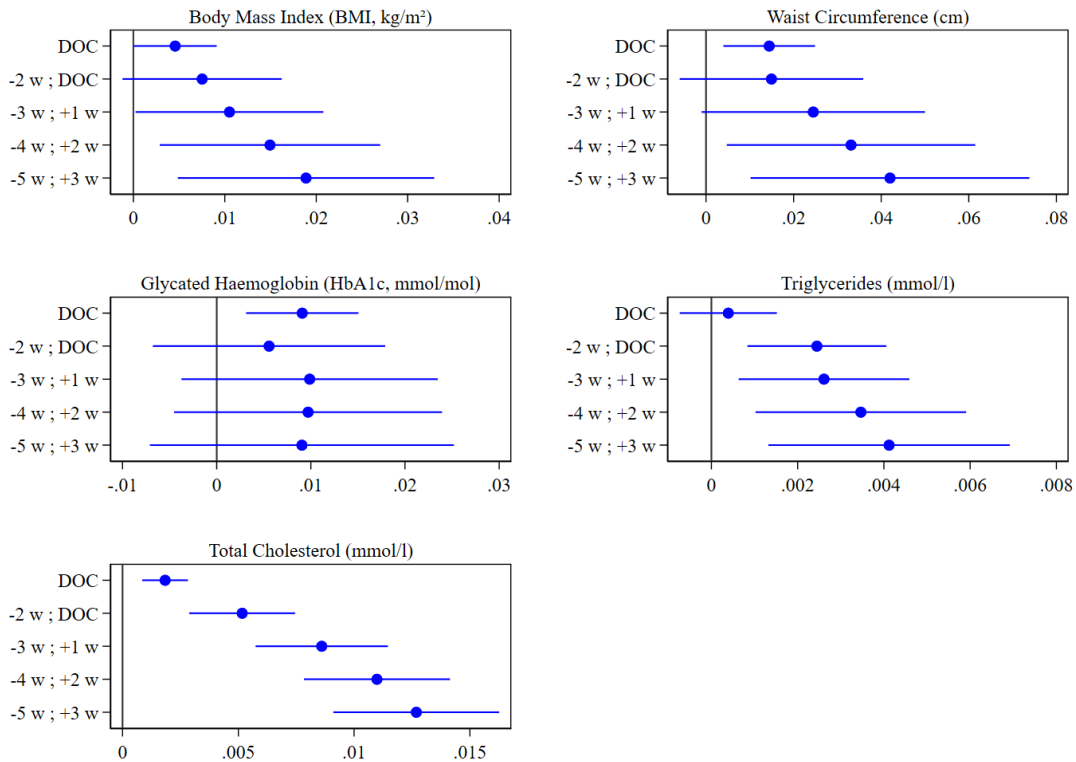 Body Mass Index (BMI, kg/m²)
DOC
-2 w ; DOC
-3 w ; +1 w
-4 w ; +2 w
-5 w ; +3 w
0 .01 .02 .03 .04
Waist Circumference (cm)
DOC
-2 w ; DOC
-3 w ; +1 w
-4 w ; +2 w
-5 w ; +3 w
0 .02 .04 .06 .08
Glycated Haemoglobin (HbA1c, mmol/mol)
DOC
-2 w ; DOC
-3 w ; +1 w
-4 w ; +2 w
-5 w ; +3 w
-.01 0 .01 .02 .03
Triglycerides (mmol/l)
DOC
-2 w ; DOC
-3 w ; +1 w
-4 w ; +2 w
-5 w ; +3 w
0 .002 .004 .006 .008
Total Cholesterol (mmol/l)
DOC
-2 w ; DOC
-3 w ; +1 w
-4 w ; +2 w
-5 w ; +3 w
0 .005 .01 .015